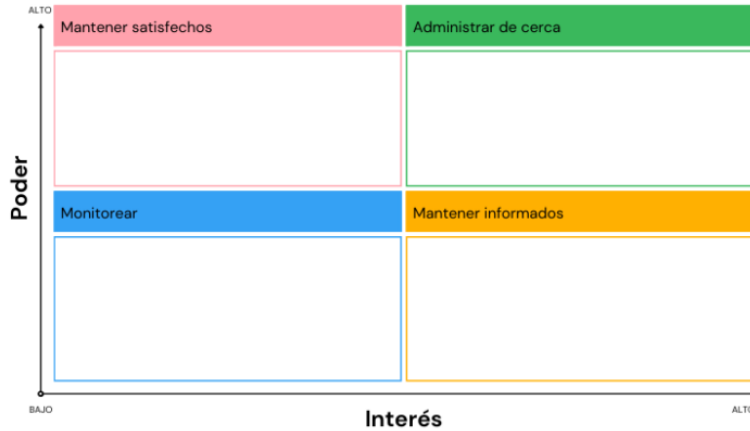 ALTO
Mantener satisfechos
Administrar de cerca
Poder
Monitorear
Mantener informados
BAJO
Interés
ALTO